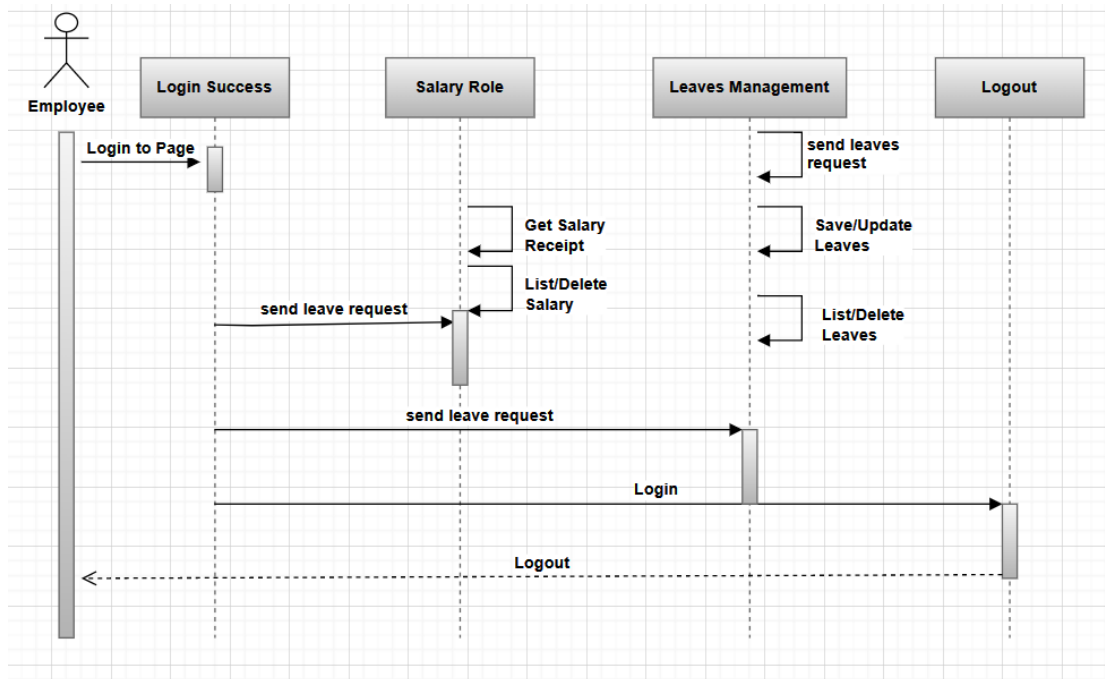 Employee
Login Success
Salary Role
Leaves Management
Logout
Login to Page
send leaves
request
Get Salary
Receipt
Save/Update
Leaves
List/Delete
Salary
send leave request
List/Delete
Leaves
send leave request
Login
Logout